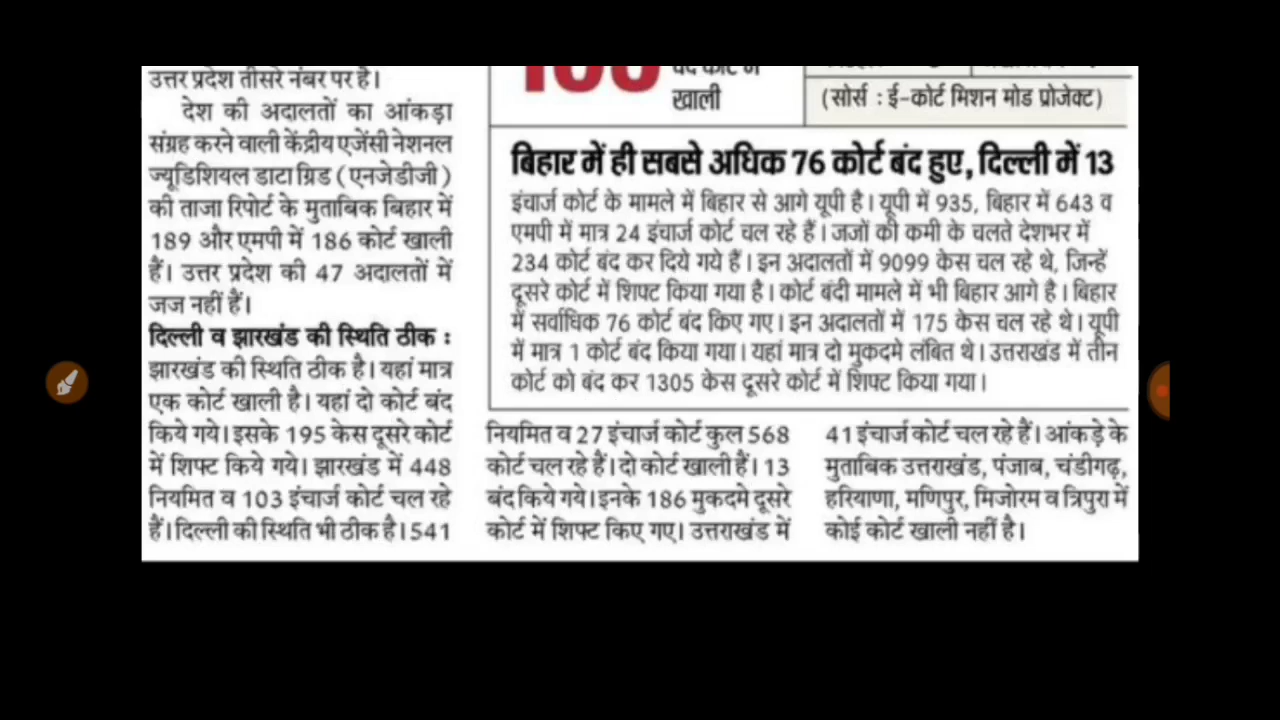 उत्तर प्रदेश तीसरे नंबर पर है।
देश की अदालतों का आंकड़ा
संग्रह करने वाली केंद्रीय एजेंसी नेशनल
ज्यूडिशियल डाटा ग्रिड (एनजेडीजी)
की ताजा रिपोर्ट के मुताबिक बिहार में
189 और एमपी में 186 कोर्ट खाली
हैं। उत्तर प्रदेश की 47 अदालतों में
जज नहीं हैं।
दिल्ली व झारखंड की स्थिति ठीक :
झारखंड की स्थिति ठीक है। यहां मात्र
एक कोर्ट खाली है। यहां दो कोर्ट बंद
किये गये। इसके 195 केस दूसरे कोर्ट
में शिफ्ट किये गये। झारखंड में 448
नियमित व 103 इंचार्ज कोर्ट चल रहे
हैं। दिल्ली की स्थिति भी ठीक है। 541
खाली
(सोर्स : ई-कोर्ट मिशन मोड प्रोजेक्ट)
बिहार में ही सबसे अधिक 76 कोर्ट बंद हुए, दिल्ली में 13
इंचार्ज कोर्ट के मामले में बिहार से आगे यूपी है। यूपी में 935, बिहार में 643 व
एमपी में मात्र 24 इंचार्ज कोर्ट चल रहे हैं। जजों की कमी के चलते देशभर में
234 कोर्ट बंद कर दिये गये हैं। इन अदालतों में 9099 केस चल रहे थे, जिन्हें
दूसरे कोर्ट में शिफ्ट किया गया है। कोर्ट बंदी मामले में भी बिहार आगे है। बिहार
में सर्वाधिक 76 कोर्ट बंद किए गए। इन अदालतों में 175 केस चल रहे थे। यूपी
में मात्र 1 कोर्ट बंद किया गया। यहां मात्र दो मुकदमे लंबित थे। उत्तराखंड में तीन
कोर्ट को बंद कर 1305 केस दूसरे कोर्ट में शिफ्ट किया गया।
नियमित व 27 इंचार्ज कोर्ट कुल 568
कोर्ट चल रहे हैं। दो कोर्ट खाली हैं। 13
बंद किये गये। इनके 186 मुकदमे दूसरे
कोर्ट में शिफ्ट किए गए। उत्तराखंड में
41 इंचार्ज कोर्ट चल रहे हैं। आंकड़े के
मुताबिक उत्तराखंड, पंजाब, चंडीगढ़,
हरियाणा, मणिपुर, मिजोरम व त्रिपुरा में
कोई कोर्ट खाली नहीं है।